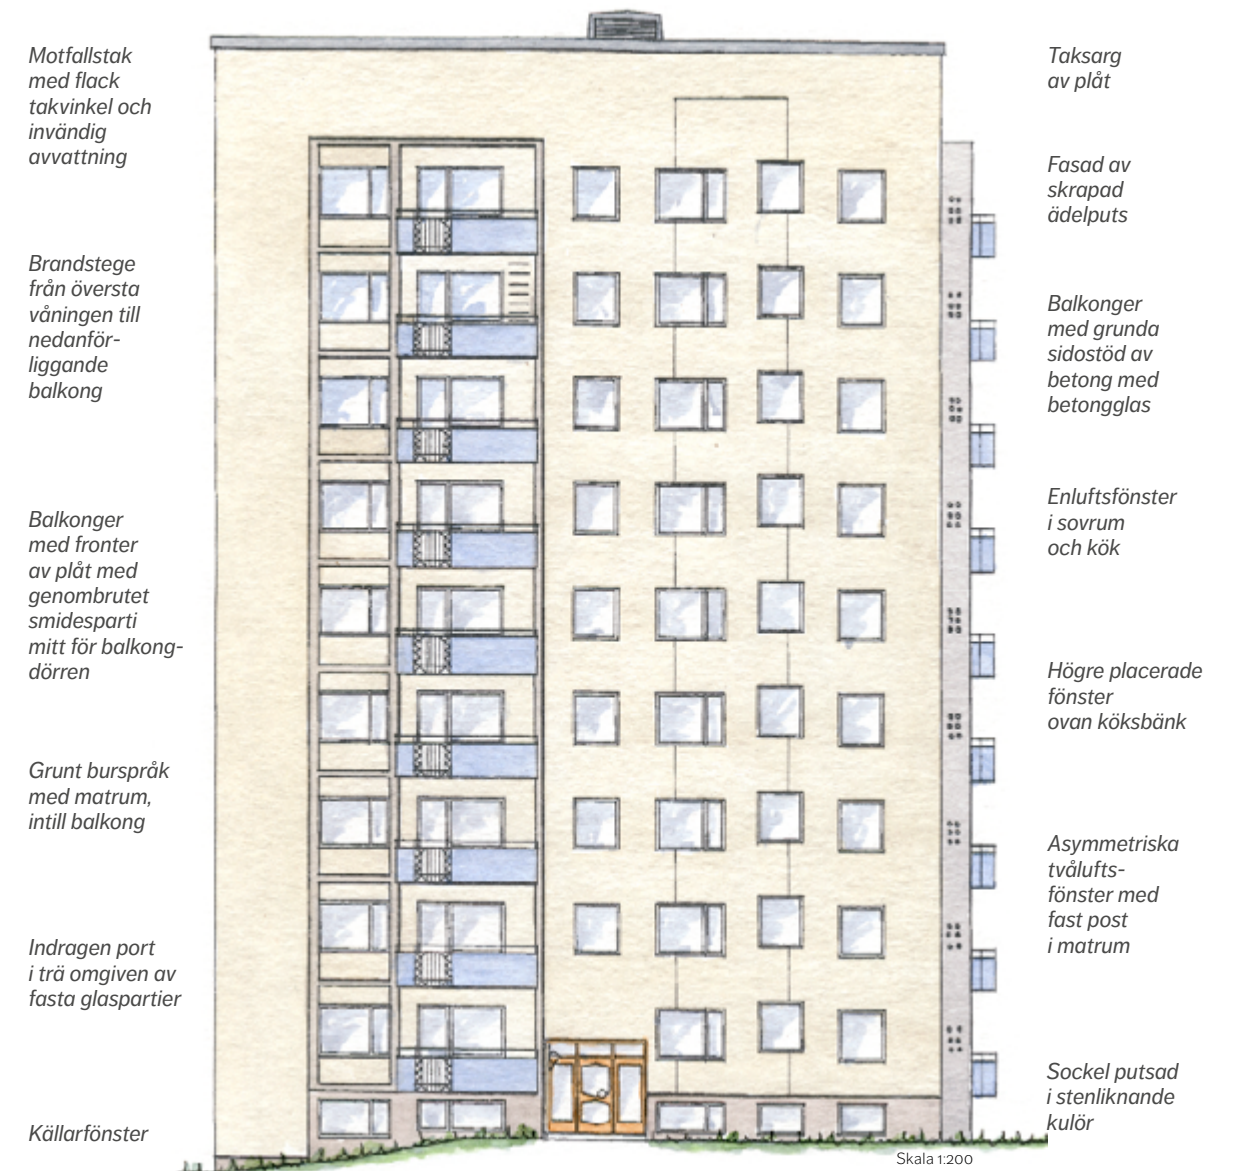 Motfallstak
med flack
takvinkel och
invändig
avvattning
Brandstege
från översta
våningen till
nedanför-
liggande
balkong
Balkonger
med fronter
av plåt med
genombrutet
smidesparti
mitt för balkong-
dörren
Grunt burspråk
med matrum,
intill balkong
Indragen port
i trä omgiven av
fasta glaspartier
Källarfönster
Taksarg
av plåt
Fasad av
skrapad
ädelputs
Balkonger
med grunda
sidostöd av
betong med
betongglas
Enluftsfönster
i sovrum
och kök
Högre placerade
fönster
ovan köksbänk
Asymmetriska
tvålufts-
fönster med
fast post
i matrum
Sockel putsad
i stenliknande
kulör
Skala 1:200